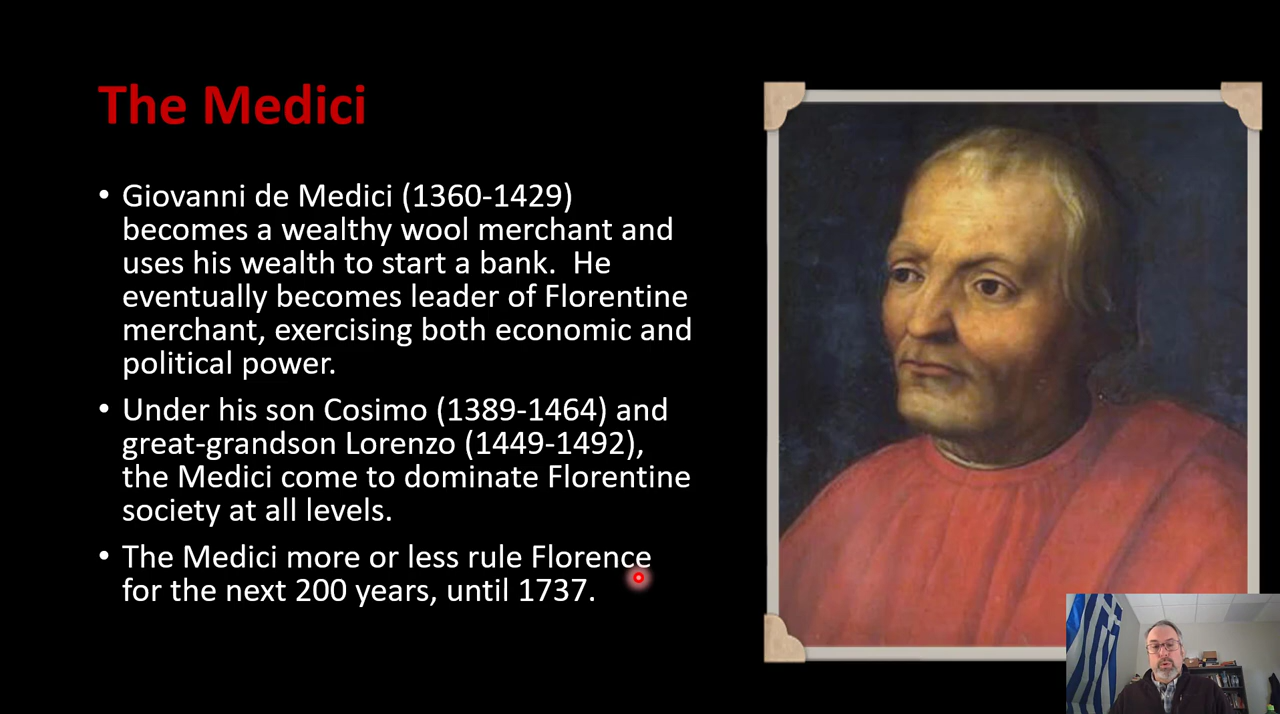 The Medici
• Giovanni de Medici (1360-1429)
becomes a wealthy wool merchant and
uses his wealth to start a bank.  He
eventually becomes leader of Florentine
merchant, exercising both economic and
political power.
• Under his son Cosimo (1389-1464) and
great-grandson Lorenzo (1449-1492),
the Medici come to dominate Florentine
society at all levels.
• The Medici more or less rule Florence
for the next 200 years, until 1737.